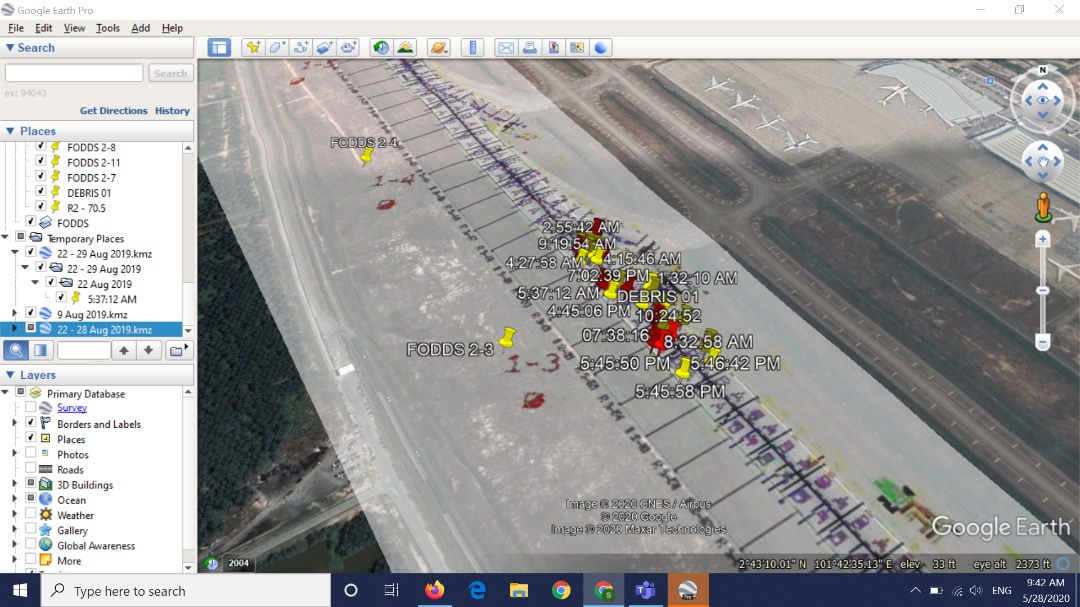 Google Earth Pro
File Edit View Tools Add Help
Search
Search
ex: 94043
Get Directions History
Places
FODDS 2-8
FODDS 2-11
FODDS 2-7
DEBRIS 01
R2 - 70.5
FODDS
Temporary Places
22 - 29 Aug 2019.kmz
22 - 29 Aug 2019
22 Aug 2019
5:37:12 AM
9 Aug 2019.kmz
22 - 28 Aug 2019.kmz
Layers
Primary Database
Survey
Borders and Labels
Places
Photos
Roads
3D Buildings
Ocean
Weather
Gallery
Global Awareness
More
N
FODDS 2-4
1-4
2:55:42 AM
9:19:54 AM
4:27:58 AM
4:15:46 AM
7:02:39 PM
1:32:10 AM
5:37:12 AM
DEBRIS 01
4:45:06 PM
10:24:52
07:38:16
8:32:58 AM
FODDS 2-3
1-3
5:45:50 PM
5:46:42 PM
5:45:58 PM
Image © 2020 CNES / Airbus
© 2020 Google
Image © 2020 Maxar Technologies
Google Earth
2004
2°43'10.01" N 101°42'35.13" E elev 33 ft eye alt 2373 ft
Type here to search
ENG
9:42 AM
5/28/2020